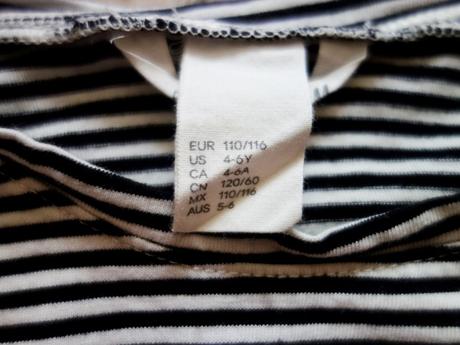 EUR 110/116
US 4-6Y
CA 4-6A
CN 120/60
MX 110/116
AUS 5-6